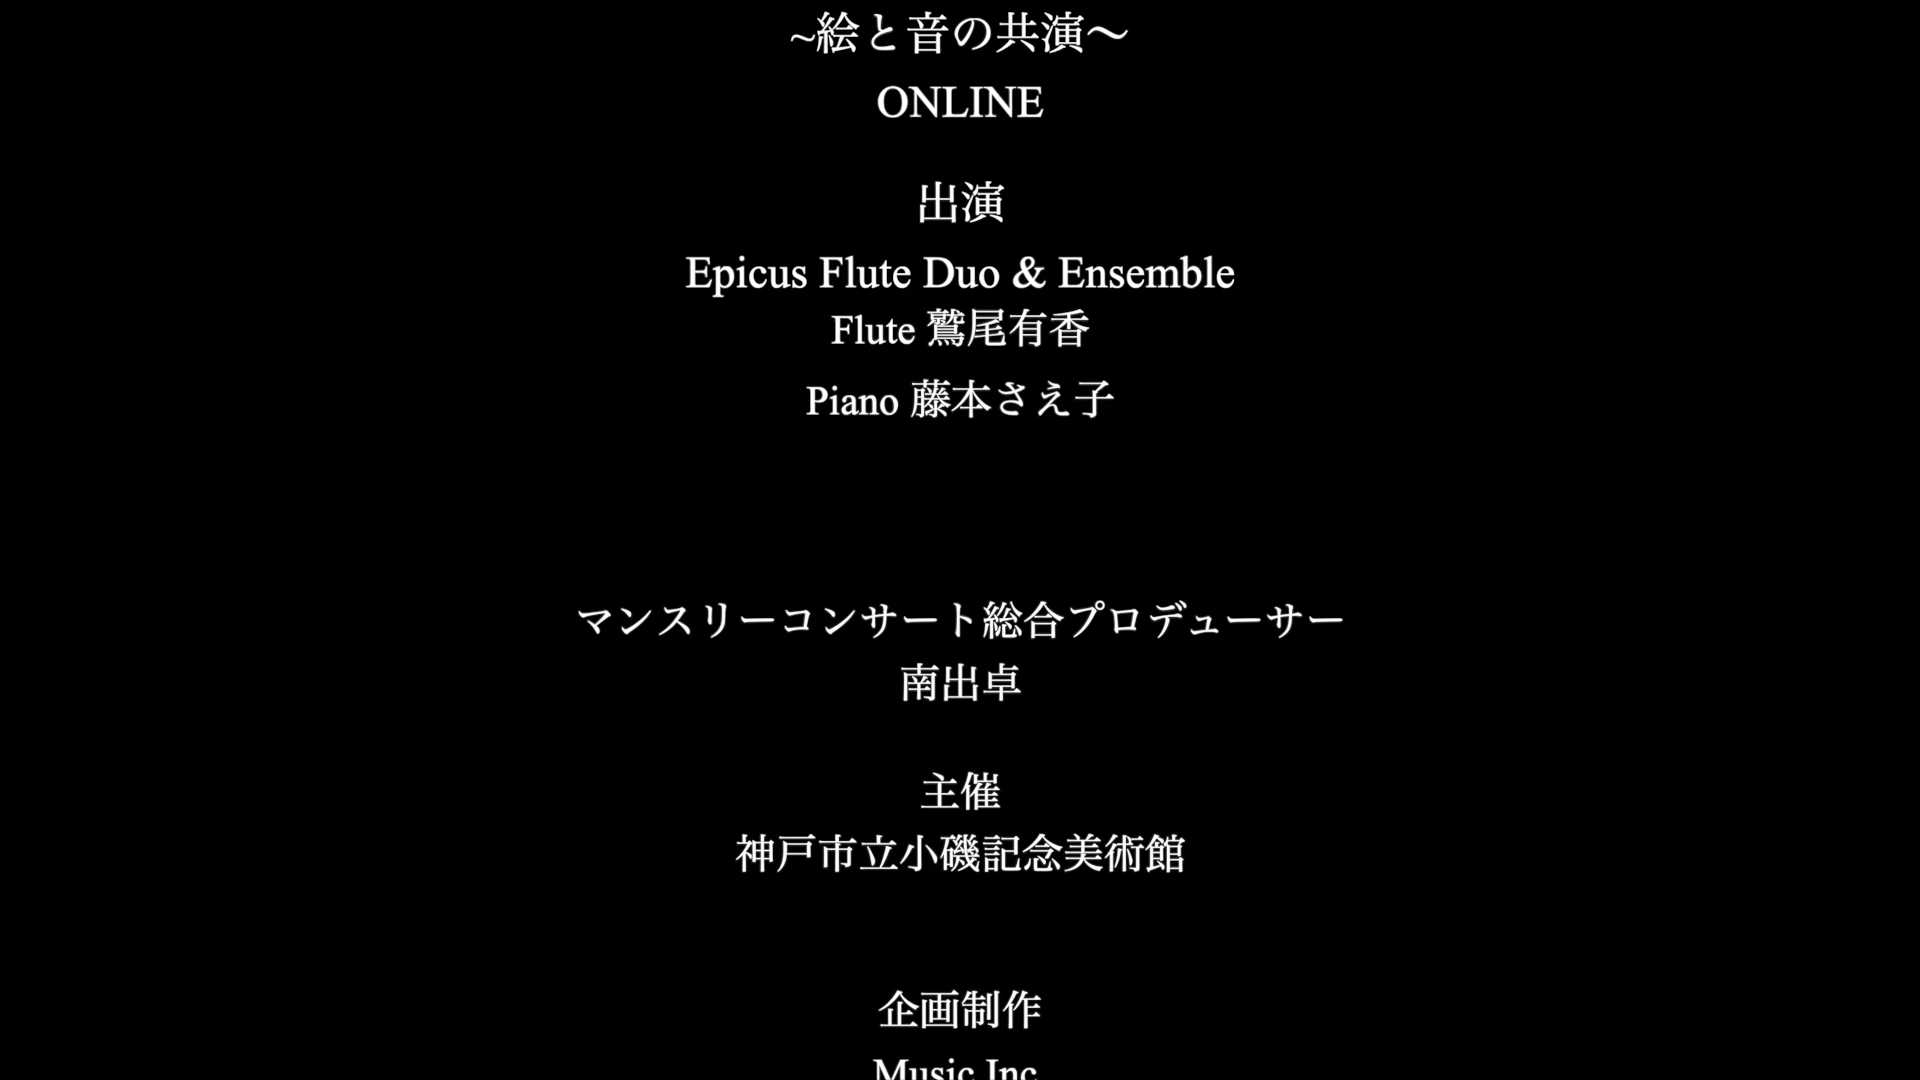 ~絵と音の共演〜
ONLINE
出演
Epicus Flute Duo & Ensemble
Flute 鷲尾有香
Piano 藤本さえ子
マンスリーコンサート総合プロデューサー
南出卓
主催
神戸市立小磯記念美術館
企画制作
Music Inc